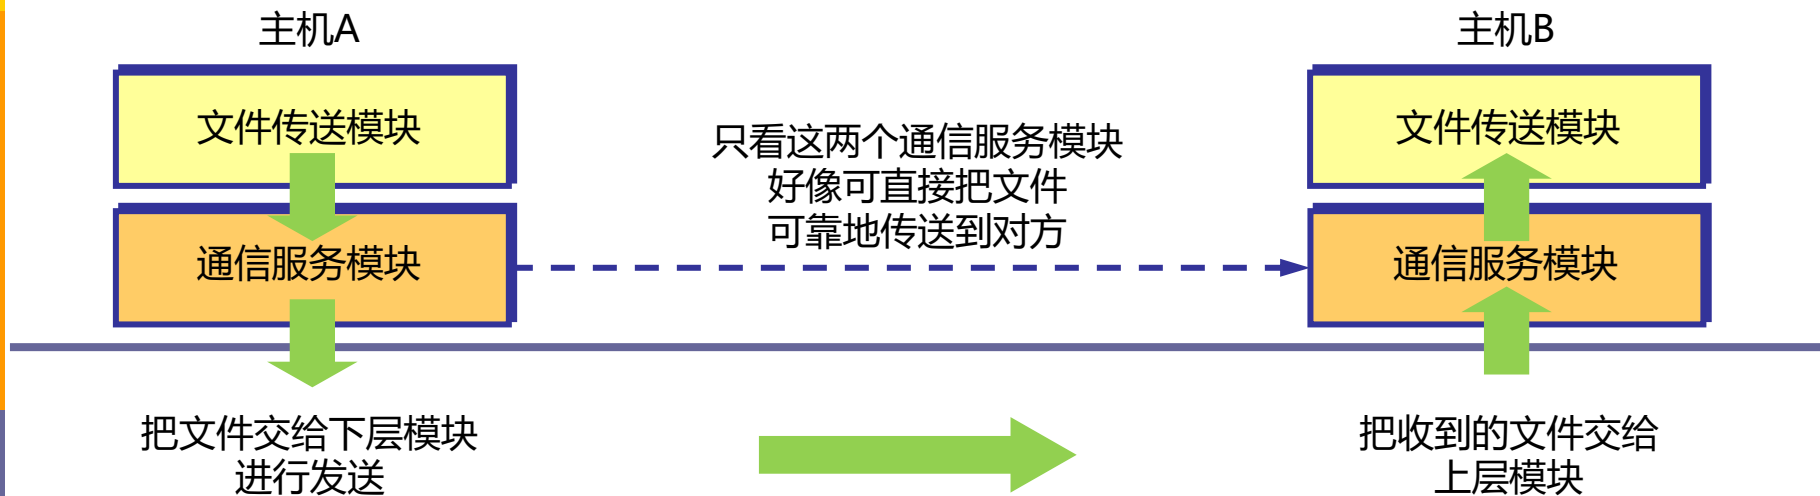 主机A
主机B
文件传送模块
文件传送模块
只看这两个通信服务模块
好像可直接把文件
可靠地传送到对方
通信服务模块
通信服务模块
把文件交给下层模块
进行发送
把收到的文件交给
上层模块